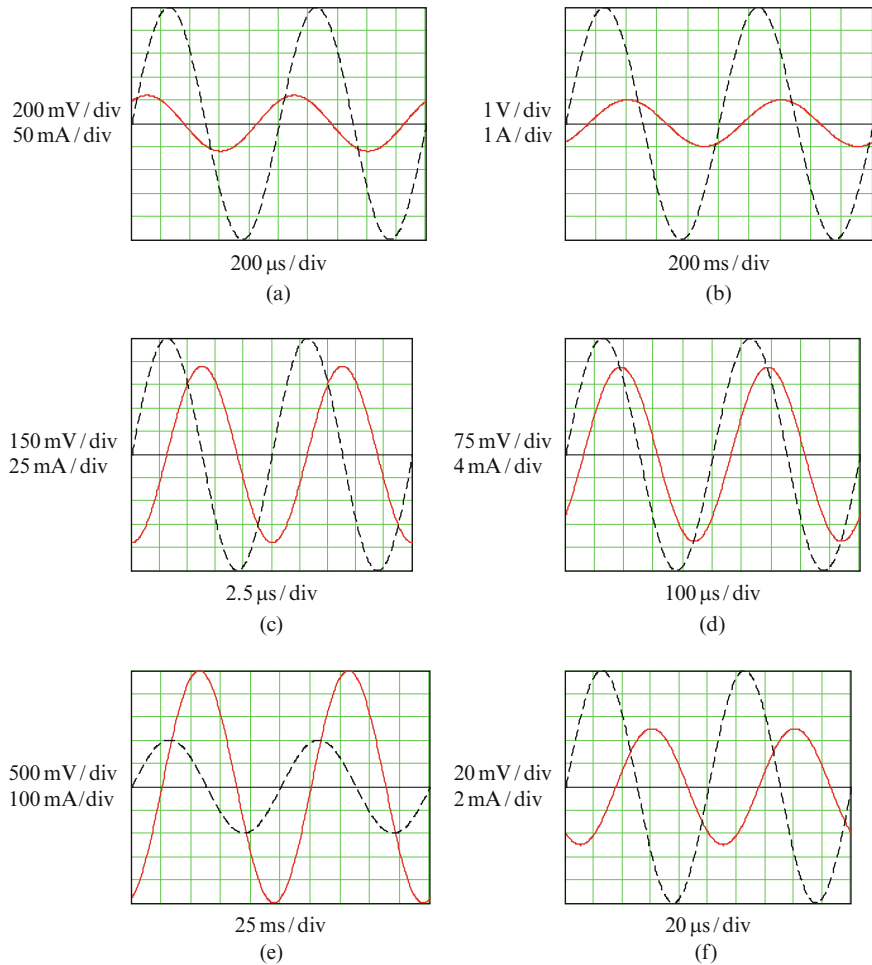 200 mV/div
50 mA/div
200 µs/div
(a)
1 V/div
1 A/div
200 ms/div
(b)
150 mV/div
25 mA/div
2.5 µs/div
(c)
75 mV/div
4 mA/div
100 µs/div
(d)
500 mV/div
100 mA/div
25 ms/div
(e)
20 mV/div
2 mA/div
20 µs/div
(f)